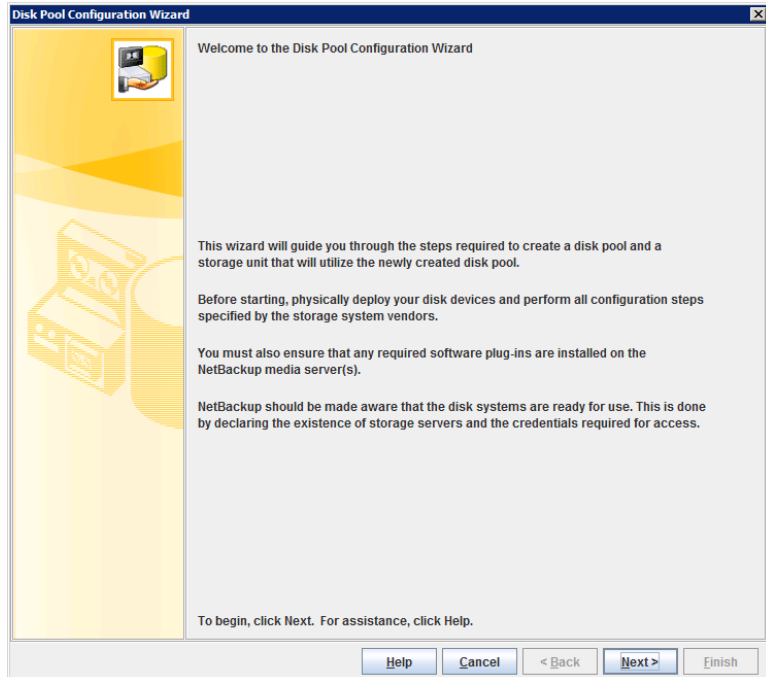 Disk Pool Configuration Wizard
Welcome to the Disk Pool Configuration Wizard
This wizard will guide you through the steps required to create a disk pool and a
storage unit that will utilize the newly created disk pool.
Before starting, physically deploy your disk devices and perform all configuration steps
specified by the storage system vendors.
You must also ensure that any required software plug-ins are installed on the
NetBackup media server(s).
NetBackup should be made aware that the disk systems are ready for use. This is done
by declaring the existence of storage servers and the credentials required for access.
To begin, click Next. For assistance, click Help.
Help Cancel < Back Next > Finish